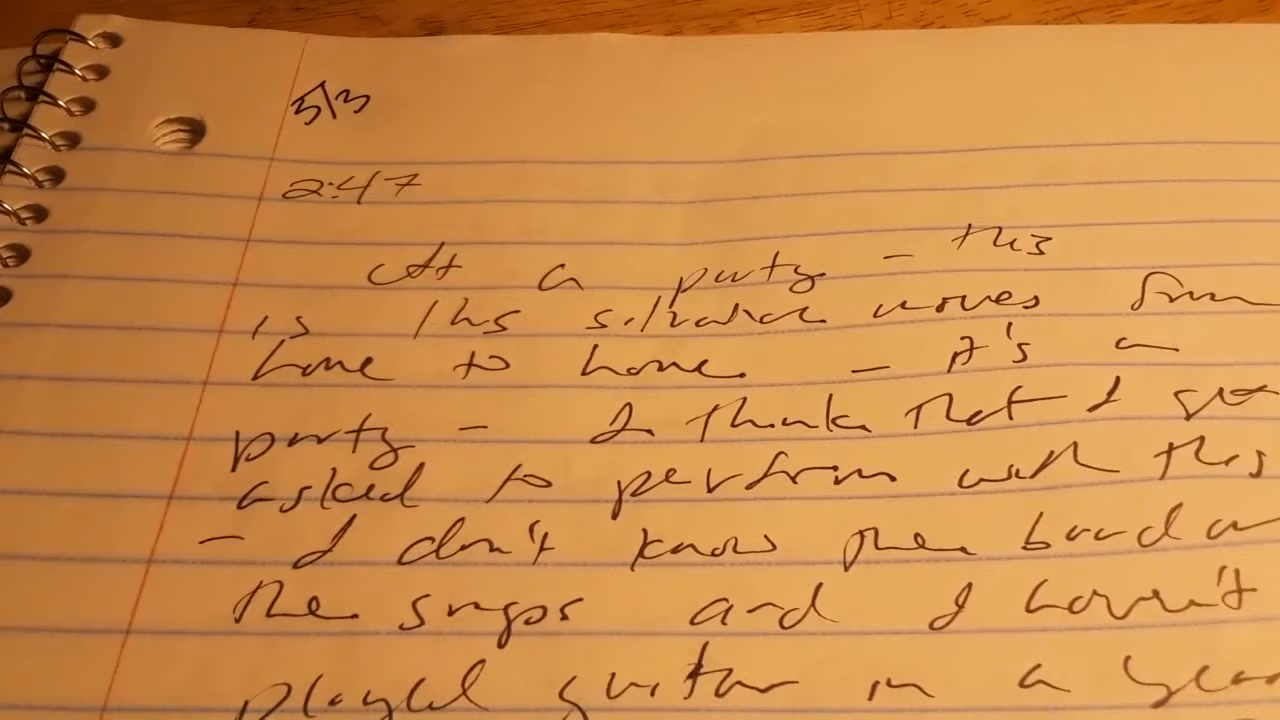 5/3
2:47
At a party - this
is this situation moves from
home to home - it's a
party - I think that I get
asked to perform with this
- I don't know the band or
the songs and I haven't
played guitar in a year